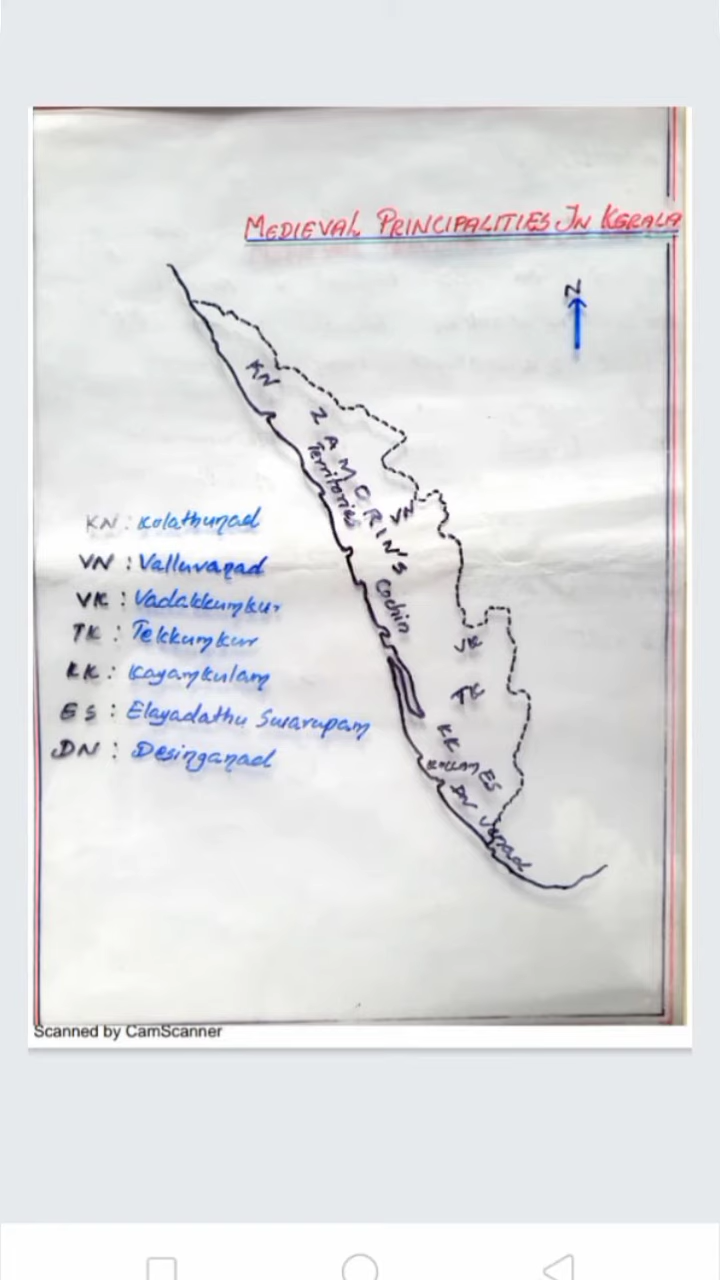 MEDIEVAL PRINCIPALITIES IN KERALA
N
KN
ZAMORIN'S
Territories
VN
Cochin
VK
TK
KK
KOLLAM ES
DN
KN : Kolathunad
VN : Valluvanad
VK : Vadakkumkur
TK : Tekkumkur
KK : Kayamkulam
ES : Elayadathu Swarupam
DN : Desinganad
Scanned by CamScanner